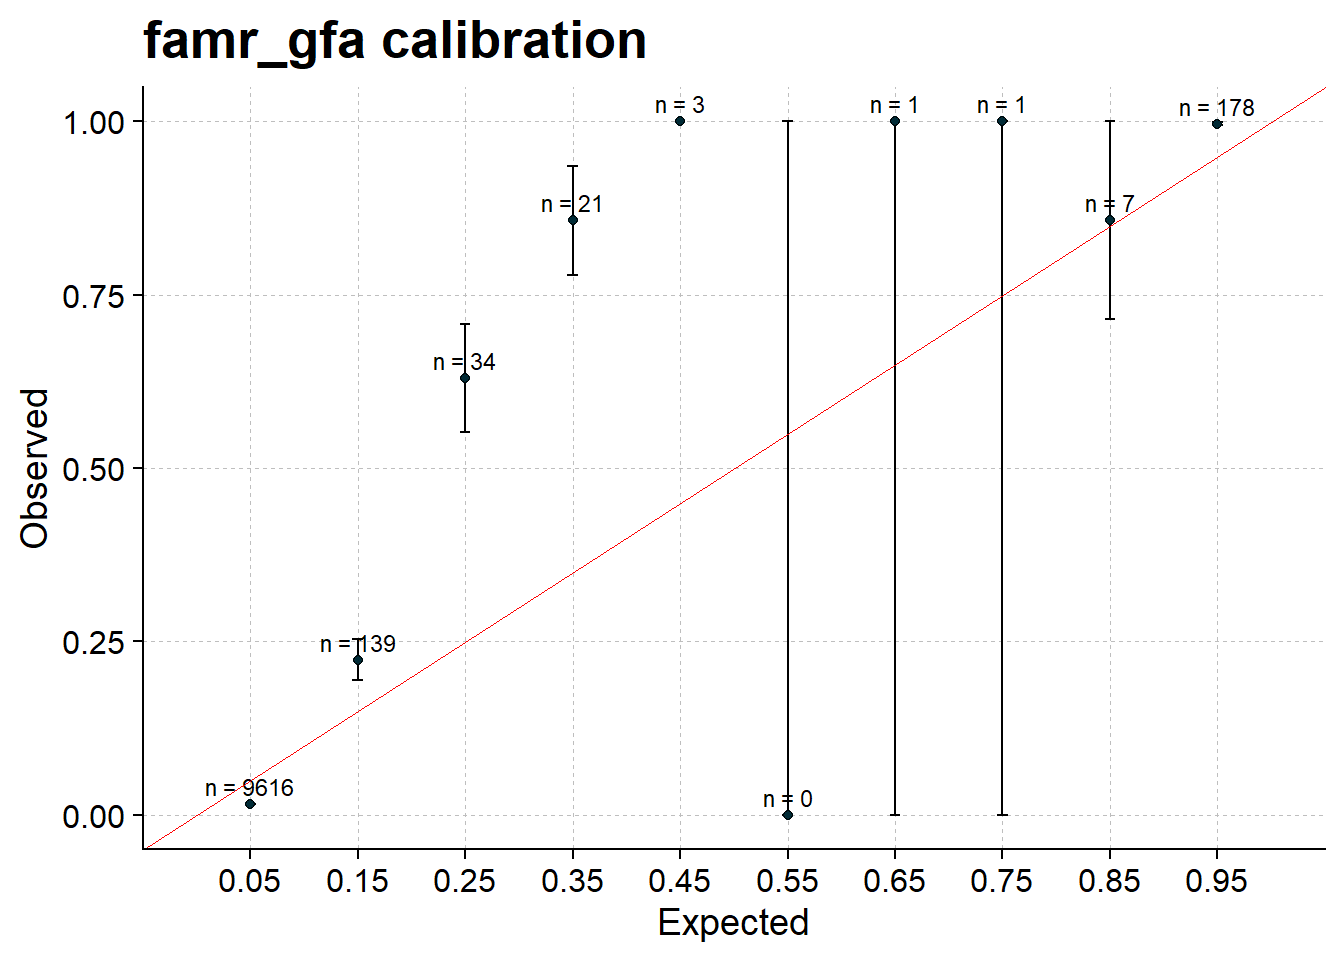 famr_gfa calibration
n = 3
n = 1
n = 1
n = 178
1.00
n = 21
n = 7
0.75
n = 34
Observed
0.50
0.25
n = 139
n = 9616
n = 0
0.00
0.05 0.15 0.25 0.35 0.45 0.55 0.65 0.75 0.85 0.95
Expected